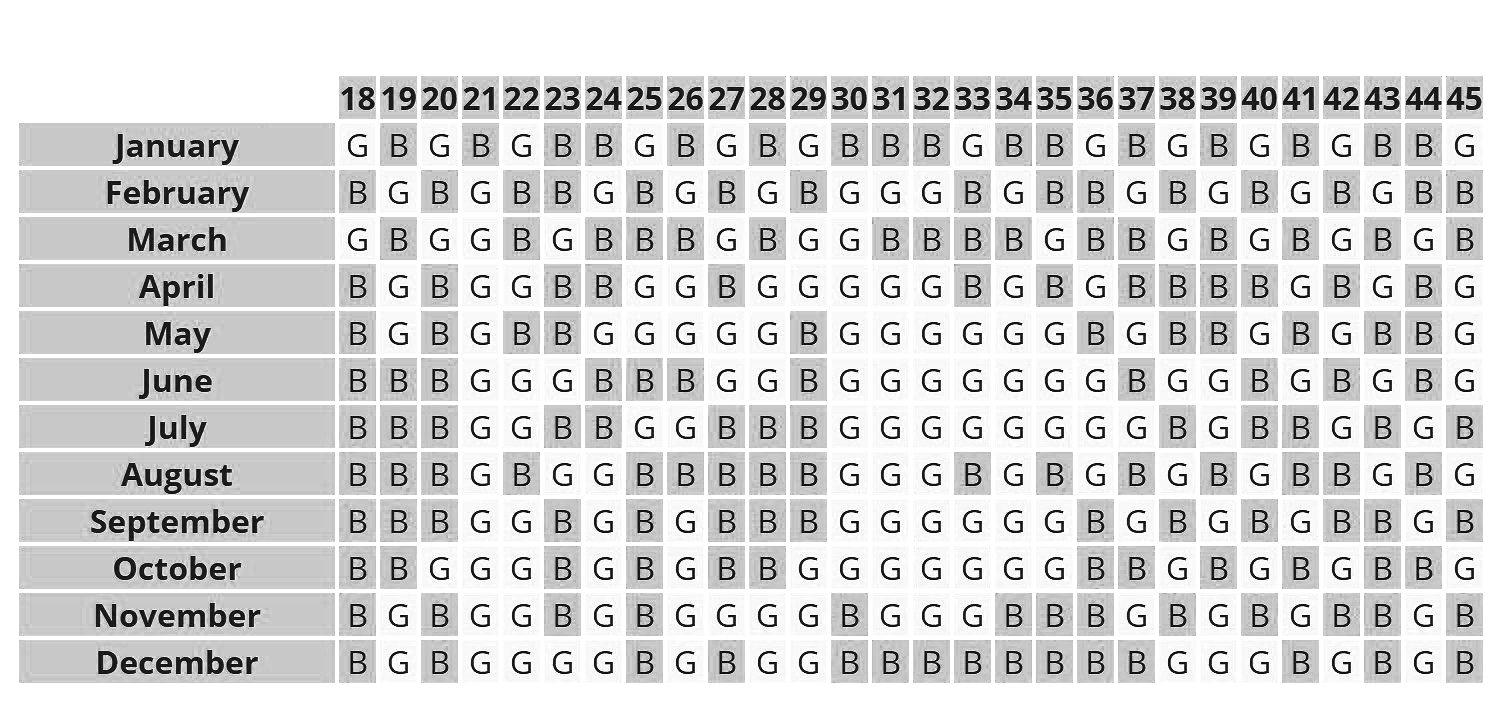 18 19 20 21 22 23 24 25 26 27 28 29 30 31 32 33 34 35 36 37 38 39 40 41 42 43 44 45
January G B G B G B B G B G B G B B B G B B G B G B G B G B B G
February B G B G B B G B G B G B G G G B G B B G B G B G B G B B
March G B G G B G B B B G B G G B B B B G B B G B G B G B G B
April B G B G G B B G G B G G G G G B G B G B B B B G B G B G
May B G B G B B G G G G G B G G G G G G B G B B G B G B B G
June B B B G G G B B B G G B G G G G G G G B G G B G B G B G
July B B B G G B B G G B B B G G G G G G G G B G B B G B G B
August B B B G B G G B B B B B G G G B G B G B G B G B B G B G
September B B B G G B G B G B B B G G G G G G B G B G B G B B G B
October B B G G G B G B G B B G G G G G G G B B G B G B G B B G
November B G B G G B G B G G G G B G G G B B B G B G B G B B G B
December B G B G G G G B G B G G B B B B B B B B G G G B G B G B